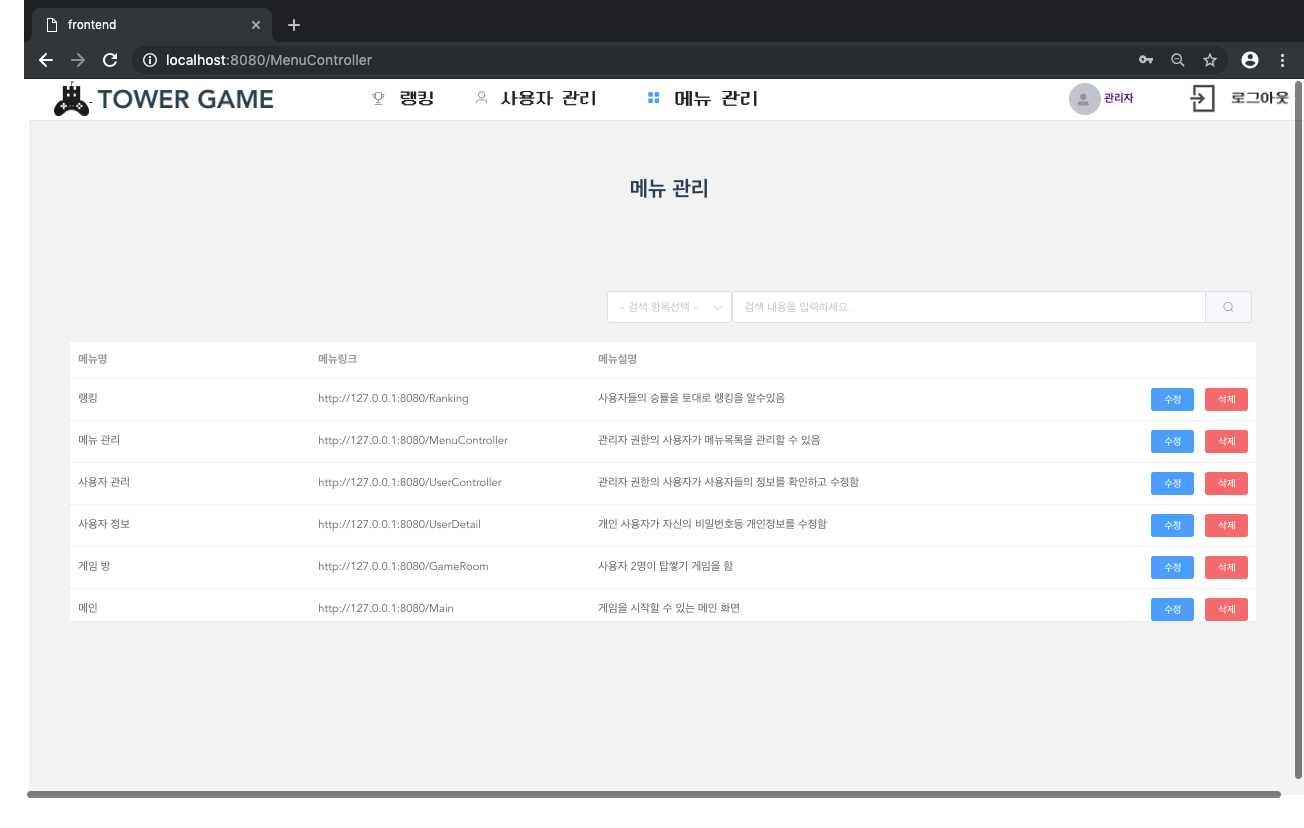 frontend
localhost:8080/MenuController
TOWER GAME 랭킹 사용자 관리 메뉴 관리 관리자 로그아웃
메뉴 관리
- 검색 항목선택 - 검색 내용을 입력하세요.
메뉴명 메뉴링크 메뉴설명
랭킹 http://127.0.0.1:8080/Ranking 사용자들의 승률을 토대로 랭킹을 알수있음 수정 삭제
메뉴 관리 http://127.0.0.1:8080/MenuController 관리자 권한의 사용자가 메뉴목록을 관리할 수 있음 수정 삭제
사용자 관리 http://127.0.0.1:8080/UserController 관리자 권한의 사용자가 사용자들의 정보를 확인하고 수정함 수정 삭제
사용자 정보 http://127.0.0.1:8080/UserDetail 개인 사용자가 자신의 비밀번호등 개인정보를 수정함 수정 삭제
게임 방 http://127.0.0.1:8080/GameRoom 사용자 2명이 탑쌓기 게임을 함 수정 삭제
메인 http://127.0.0.1:8080/Main 게임을 시작할 수 있는 메인 화면 수정 삭제